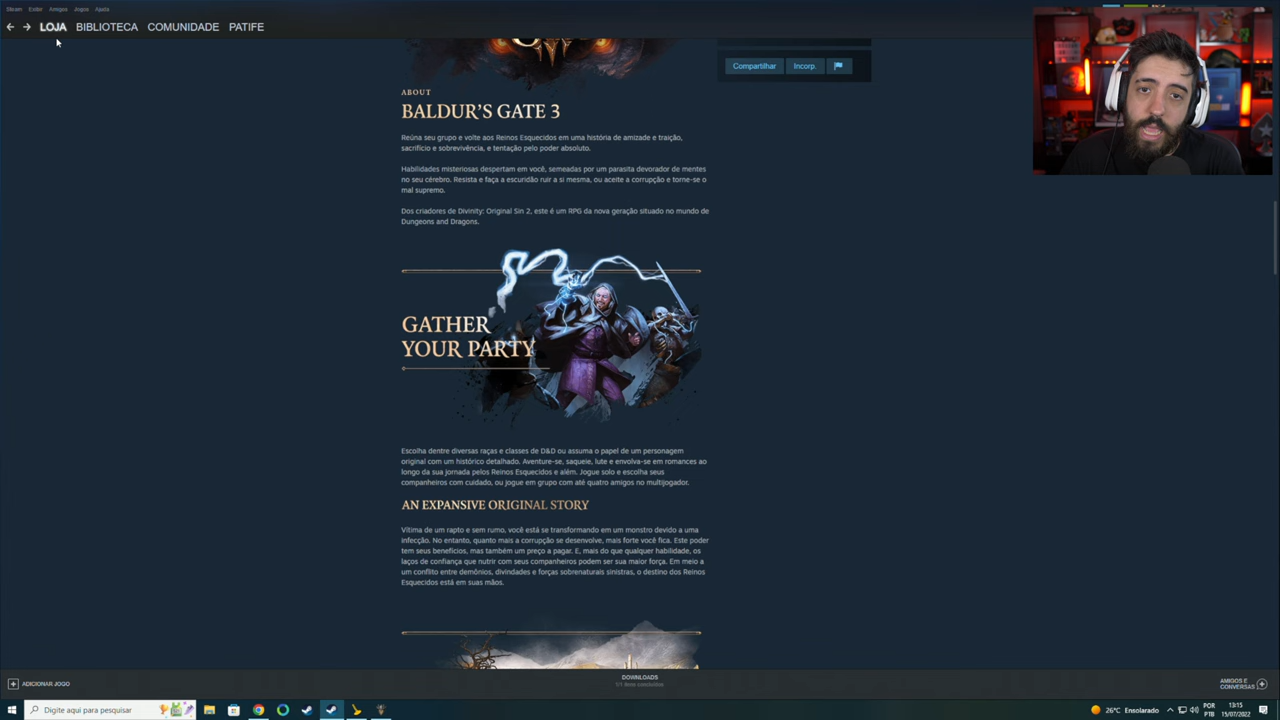 Steam Exibir Amigos Jogos Ajuda
LOJA BIBLIOTECA COMUNIDADE PATIFE
Compartilhar Incorp.
ABOUT
BALDUR'S GATE 3
Reúna seu grupo e volte aos Reinos Esquecidos em uma história de amizade e traição,
sacrifício e sobrevivência, e tentação pelo poder absoluto.
Habilidades misteriosas despertam em você, semeadas por um parasita devorador de mentes
no seu cérebro. Resista e faça a escuridão ruir a si mesma, ou aceite a corrupção e torne-se o
mal supremo.
Dos criadores de Divinity: Original Sin 2, este é um RPG da nova geração situado no mundo de
Dungeons and Dragons.
GATHER
YOUR PARTY
Escolha dentre diversas raças e classes de D&D ou assuma o papel de um personagem
original com um histórico detalhado. Aventure-se, saqueie, lute e envolva-se em romances ao
longo da sua jornada pelos Reinos Esquecidos e além. Jogue solo e escolha seus
companheiros com cuidado, ou jogue em grupo com até quatro amigos no multijogador.
AN EXPANSIVE ORIGINAL STORY
Vítima de um rapto e sem rumo, você está se transformando em um monstro devido a uma
infecção. No entanto, quanto mais a corrupção se desenvolve, mais forte você fica. Este poder
tem seus benefícios, mas também um preço a pagar. E, mais do que qualquer habilidade, os
laços de confiança que nutrir com seus companheiros podem ser sua maior força. Em meio a
um conflito entre demônios, divindades e forças sobrenaturais sinistras, o destino dos Reinos
Esquecidos está em suas mãos.
ADICIONAR JOGO
DOWNLOADS
1/1 itens concluídos
AMIGOS E
CONVERSAS
Digite aqui para pesquisar
26°C Ensolarado
POR
PTB
13:15
15/07/2022